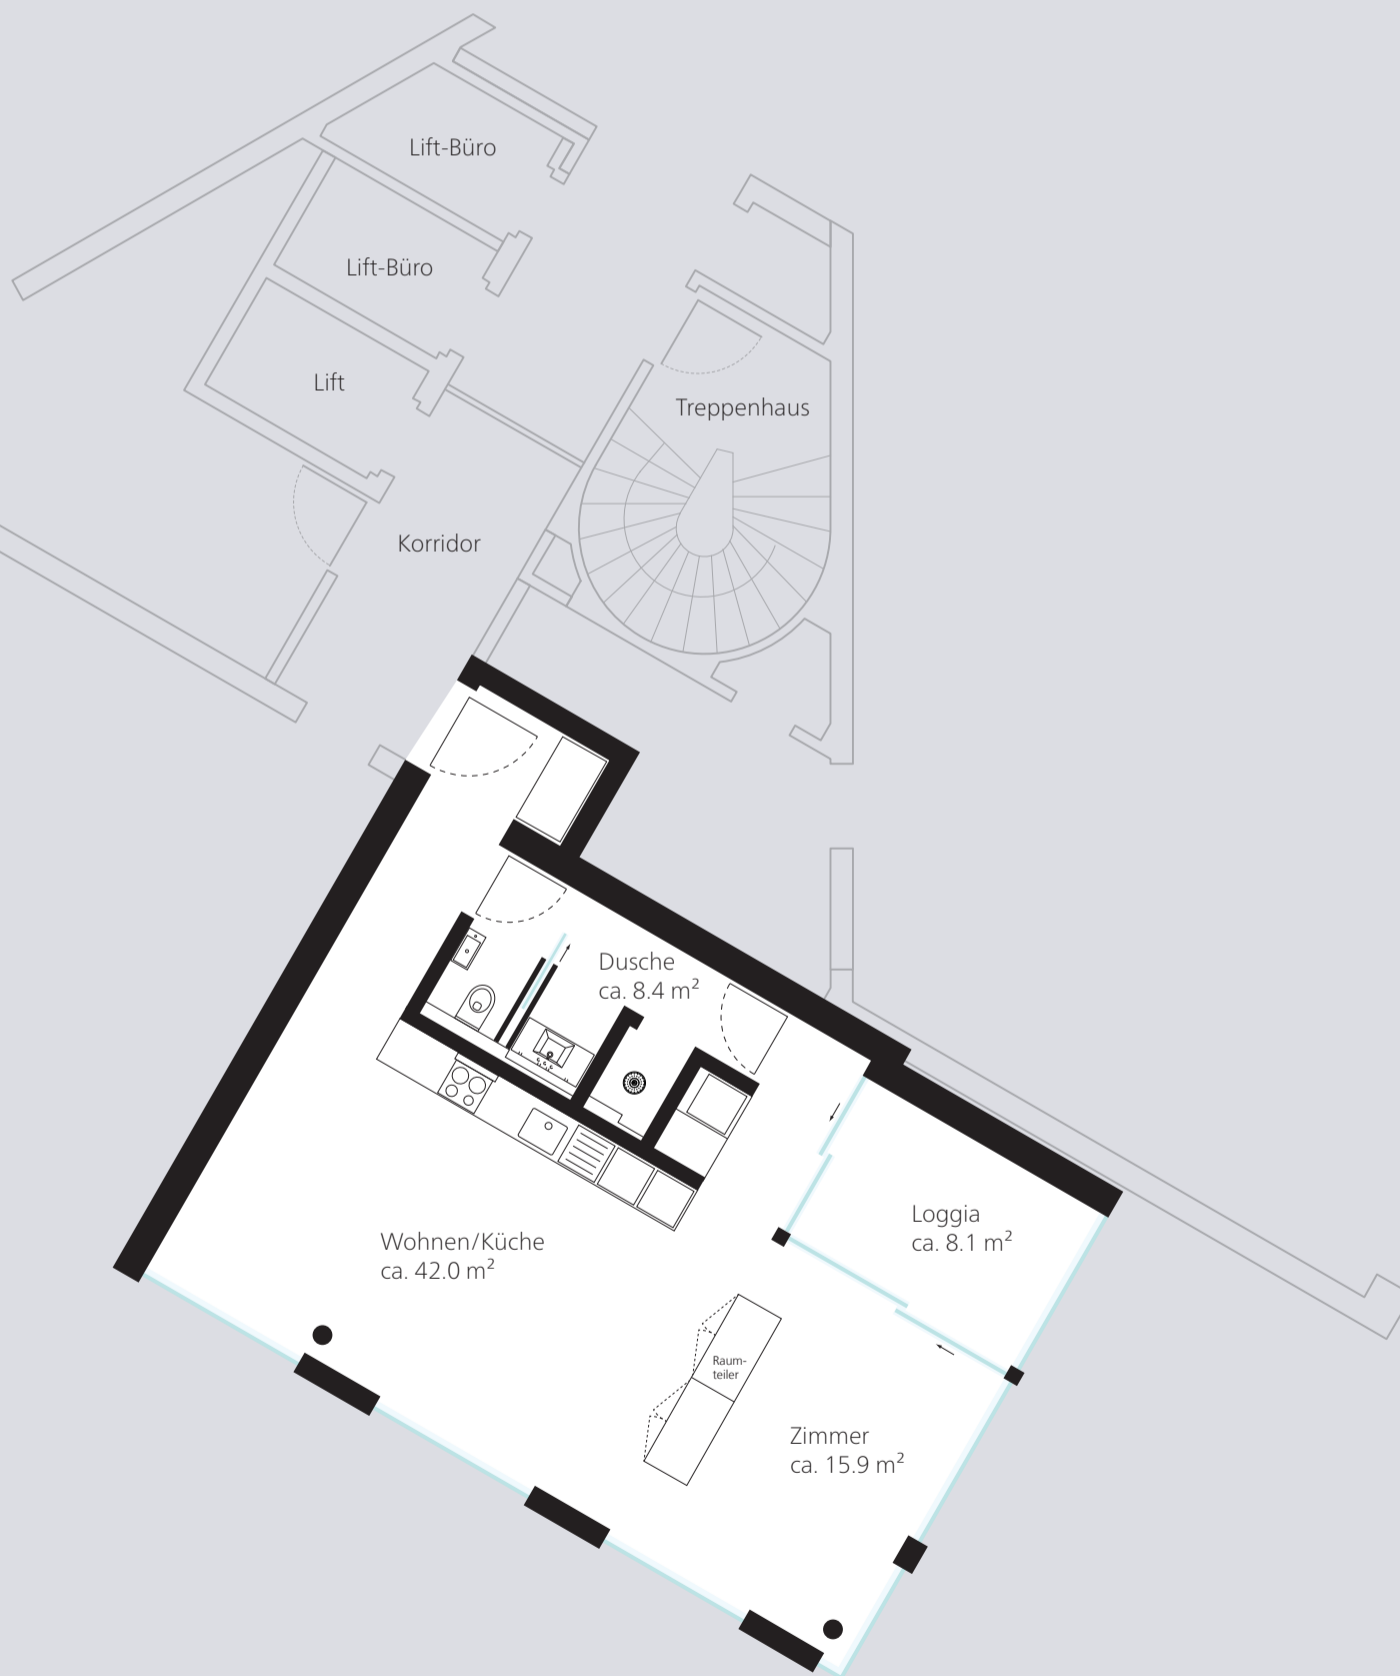 Lift-Büro
Lift-Büro
Lift
Treppenhaus
Korridor
Dusche
ca. 8.4 m²
Loggia
ca. 8.1 m²
Wohnen/Küche
ca. 42.0 m²
Raum-
teiler
Zimmer
ca. 15.9 m²